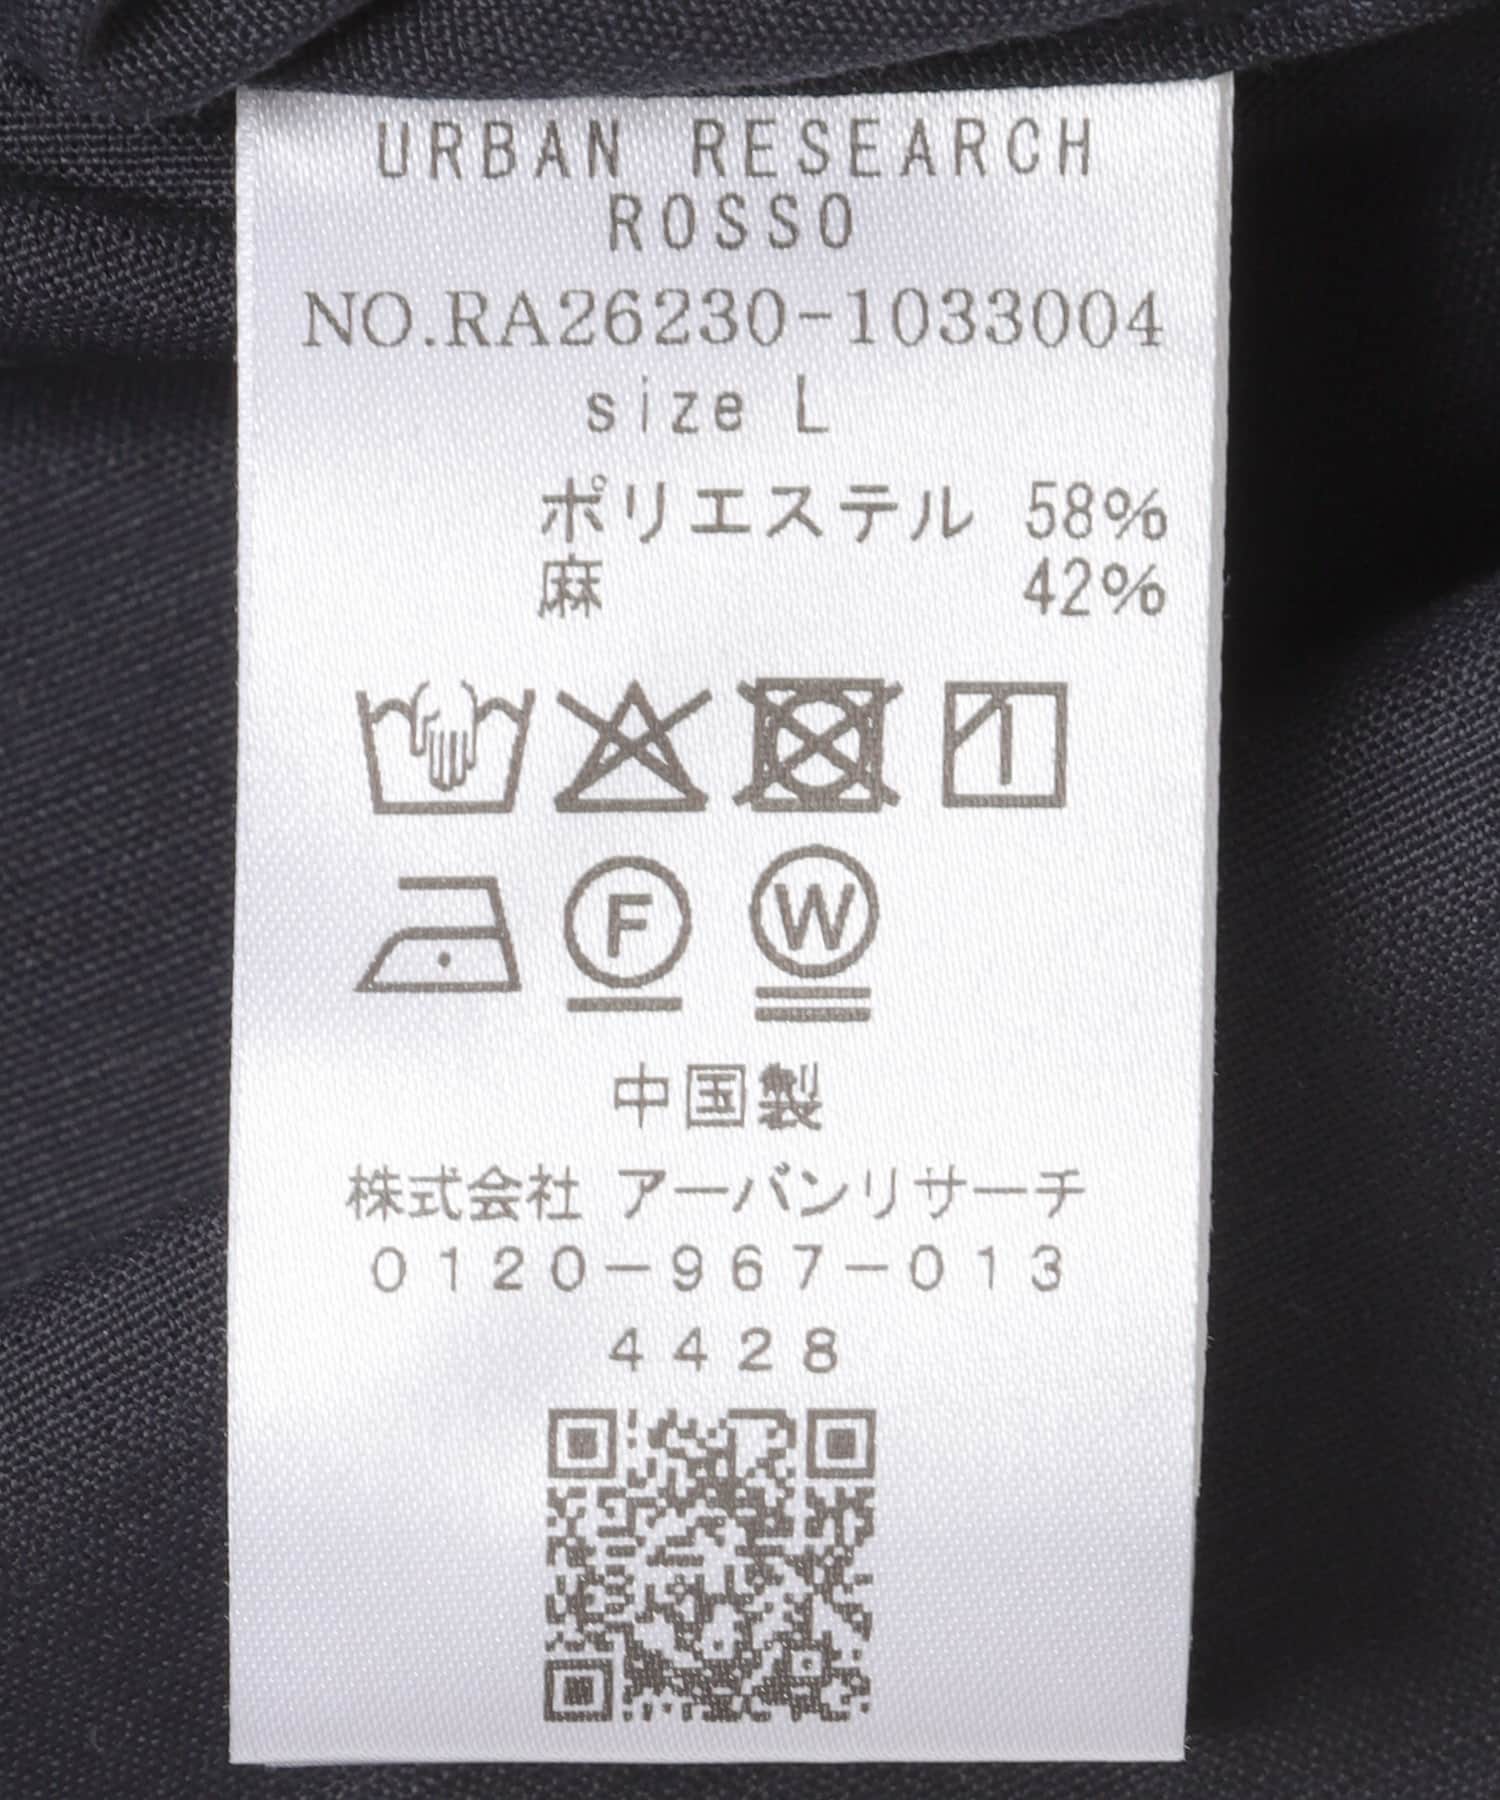 URBAN RESEARCH
ROSSO
NO.RA26230-1033004
size L
ポリエステル 58%
麻 42%
F W
中国製
株式会社 アーバンリサーチ
0120-967-013
4428